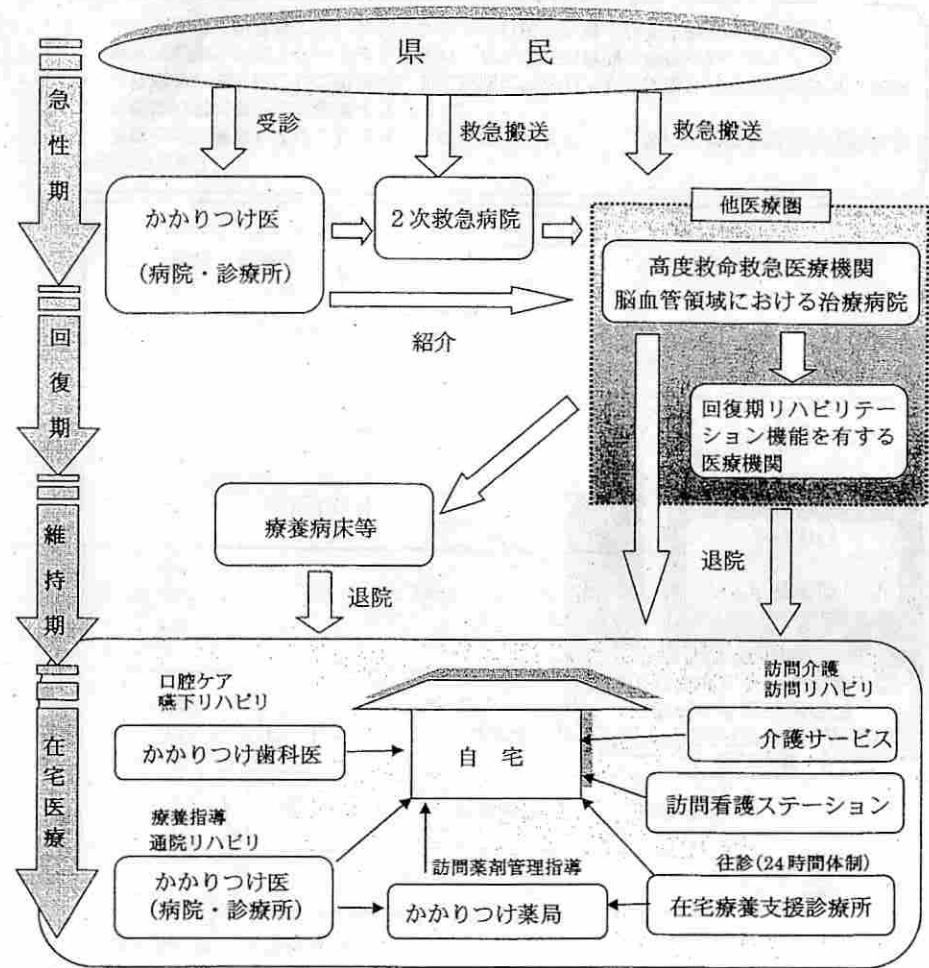 県 民
急性期
受診
救急搬送
救急搬送
かかりつけ医
(病院・診療所)
2次救急病院
他医療圏
高度救命救急医療機関
脳血管領域における治療病院
紹介
回復期
回復期リハビリテー
ション機能を有する
医療機関
維持期
療養病床等
退院
退院
在宅医療
口腔ケア
嚥下リハビリ
かかりつけ歯科医
自 宅
訪問介護
訪問リハビリ
介護サービス
訪問看護ステーション
療養指導
通院リハビリ
かかりつけ医
(病院・診療所)
訪問薬剤管理指導
かかりつけ薬局
往診(24時間体制)
在宅療養支援診療所